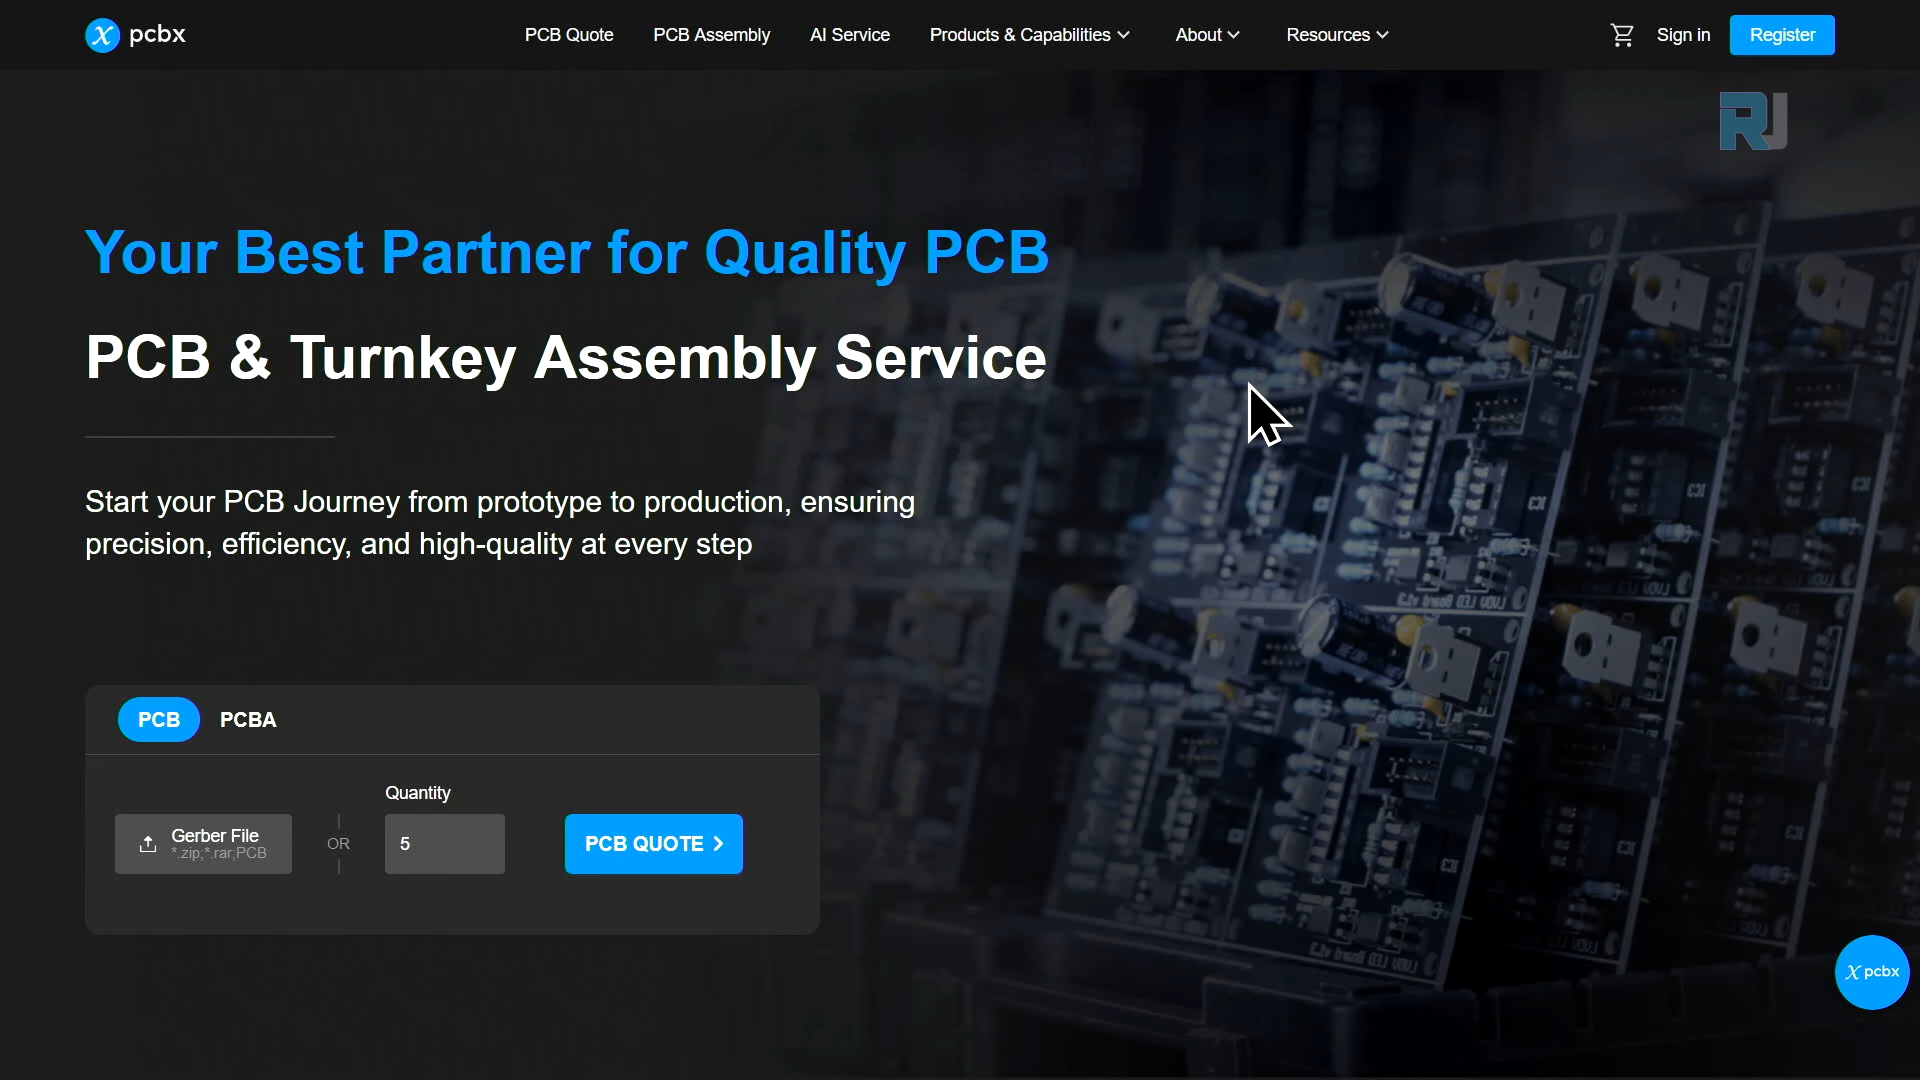 pcbx
PCB Quote
PCB Assembly
AI Service
Products & Capabilities
About
Resources
Sign in
Register
RJ
Your Best Partner for Quality PCB
PCB & Turnkey Assembly Service
Start your PCB Journey from prototype to production, ensuring
precision, efficiency, and high-quality at every step
PCB
PCBA
Quantity
Gerber File
*.zip;*.rar;PCB
OR
5
PCB QUOTE
pcbx